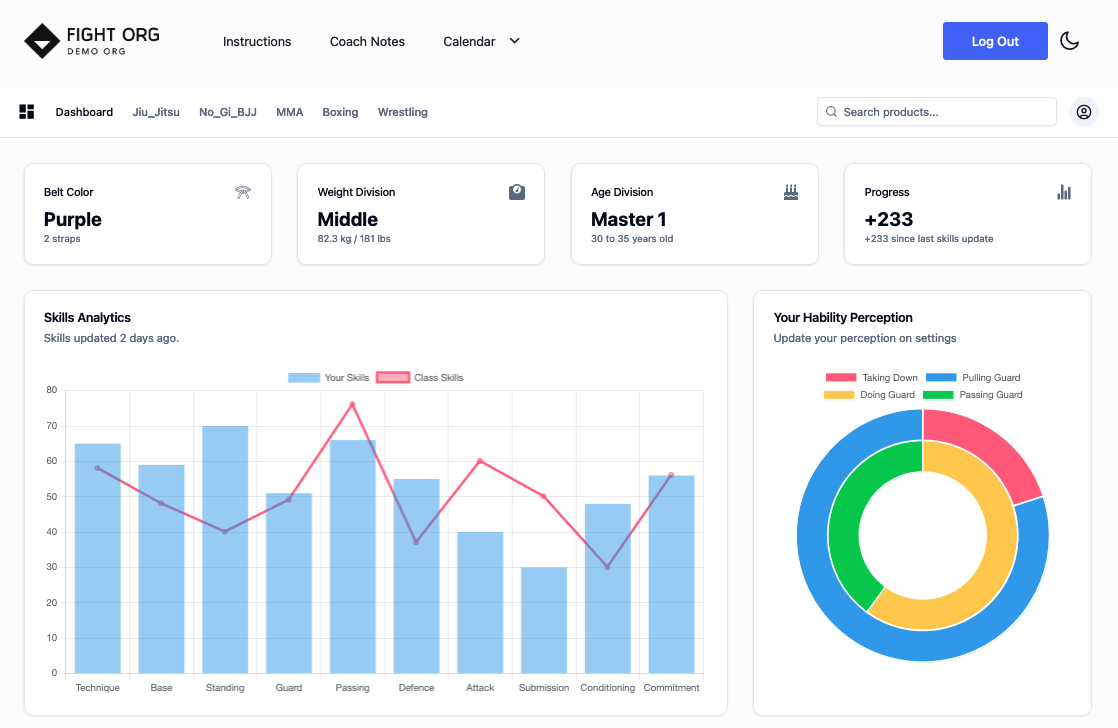 FIGHT ORG
DEMO ORG
Instructions
Coach Notes
Calendar
Log Out
Dashboard
Jiu_Jitsu
No_Gi_BJJ
MMA
Boxing
Wrestling
Search products...
Belt Color
Purple
2 straps
Weight Division
Middle
82.3 kg / 181 lbs
Age Division
Master 1
30 to 35 years old
Progress
+233
+233 since last skills update
Skills Analytics
Skills updated 2 days ago.
Your Skills
Class Skills
80
70
60
50
40
30
20
10
0
Technique
Base
Standing
Guard
Passing
Defence
Attack
Submission
Conditioning
Commitment
Your Hability Perception
Update your perception on settings
Taking Down
Pulling Guard
Doing Guard
Passing Guard